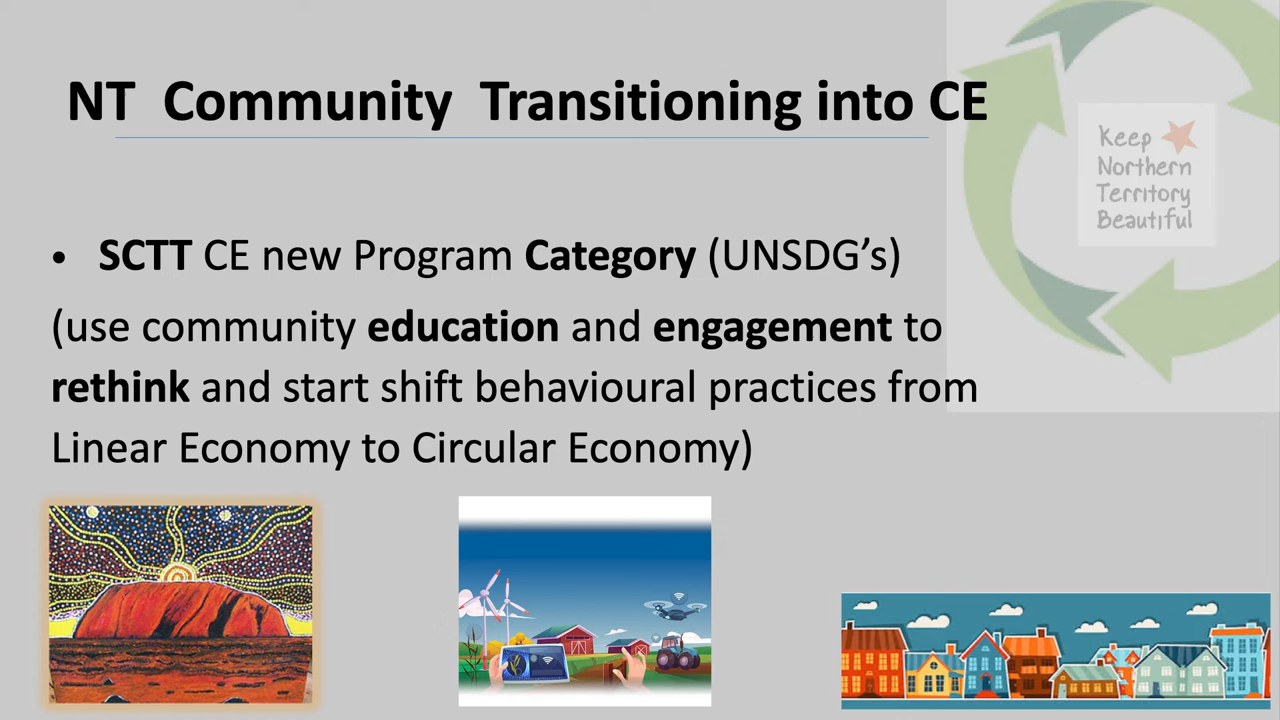 NT Community Transitioning into CE
Keep
Northern
Territory
Beautiful
• SCTT CE new Program Category (UNSDG’s)
(use community education and engagement to
rethink and start shift behavioural practices from
Linear Economy to Circular Economy)